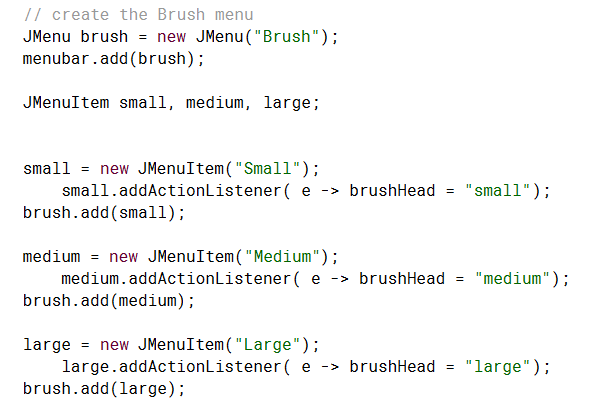 // create the Brush menu
JMenu brush = new JMenu("Brush");
menubar.add(brush);
JMenuItem small, medium, large;
small = new JMenuItem("Small");
small.addActionListener( e -> brushHead = "small");
brush.add(small);
medium = new JMenuItem("Medium");
medium.addActionListener( e -> brushHead = "medium");
brush.add(medium);
large = new JMenuItem("Large");
large.addActionListener( e -> brushHead = "large");
brush.add(large);